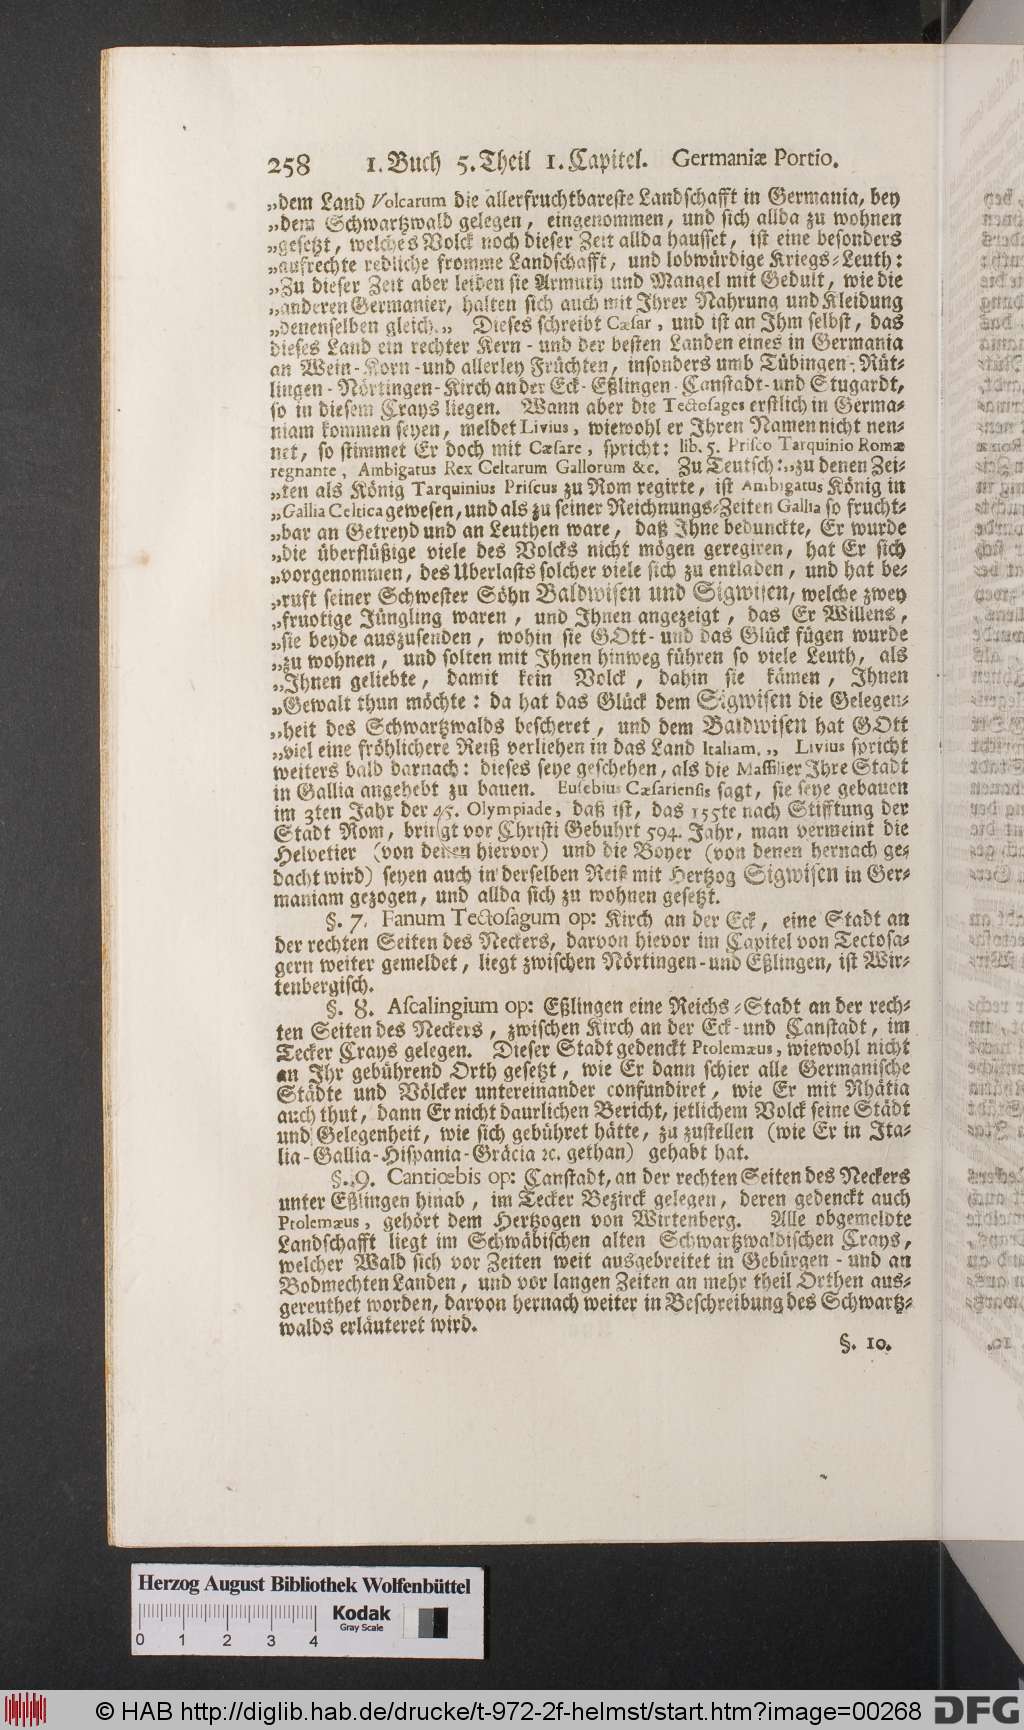 258 1. Buch 5. Theil 1. Capitel. Germaniæ Portio.
„dem Land Volcarum die allerfruchtbareste Landschafft in Germania, bey
„dem Schwartzwald gelegen, eingenommen, und sich allda zu wohnen
„gesetzt, welches Volck noch dieser Zeit allda hausset, ist eine besonders
„aufrechte redliche fromme Landschafft, und lobwürdige Kriegs-Leuth:
„Zu dieser Zeit aber leiden sie Armuth und Mangel mit Gedult, wie die
„anderen Germanier, halten sich auch mit Ihrer Nahrung und Kleidung
„denenselben gleich.„ Dieses schreibt Cæsar, und ist an Ihm selbst, das
dieses Land ein rechter Kern- und der besten Landen eines in Germania
an Wein-Korn-und allerley Früchten, insonders umb Tübingen-Rüt-
lingen-Nörtingen-Kirch an der Eck-Eßlingen-Canstadt-und Stugardt,
so in diesem Crays liegen. Wann aber die Tectosages erstlich in Germa-
niam kommen seyen, meldet Livius, wiewohl er Ihren Namen nicht nen-
net, so stimmet Er doch mit Cæsare, spricht: lib. 5. Prisco Tarquinio Romæ
regnante, Ambigatus Rex Celtarum Gallorum &c. Zu Teutsch: „zu denen Zei-
„ten als König Tarquinius Priscus zu Rom regirte, ist Ambigatus König in
„Gallia Celtica gewesen, und als zu seiner Reichnungs-Zeiten Gallia so frucht-
„bar an Getreyd und an Leuthen ware, daß Ihne bedunckte, Er wurde
„die überflüßige viele des Volcks nicht mögen geregiren, hat Er sich
„vorgenommen, des Uberlasts solcher viele sich zu entladen, und hat be-
„ruft seiner Schwester Söhn Baldwisen und Sigwisen, welche zwey
„fruotige Jüngling waren, und Ihnen angezeigt, das Er Willens,
„sie beyde auszusenden, wohin sie GOtt- und das Glück fügen wurde
„zu wohnen, und solten mit Ihnen hinweg führen so viele Leuth, als
„Ihnen geliebte, damit kein Volck, dahin sie kämen, Ihnen
„Gewalt thun möchte: da hat das Glück dem Sigwisen die Gelegen-
„heit des Schwartzwalds bescheret, und dem Baldwisen hat GOtt
„viel eine fröhlichere Reiß verliehen in das Land Italiam.„ Livius spricht
weiters bald darnach: dieses seye geschehen, als die Massilier Ihre Stadt
in Gallia angehebt zu bauen. Eusebius Cæsariensis sagt, sie seye gebauen
im 3ten Jahr der 45. Olympiade, daß ist, das 155te nach Stifftung der
Stadt Rom, bringt vor Christi Gebuhrt 594. Jahr, man vermeint die
Helvetier (von denen hiervor) und die Boyer (von denen hernach ge-
dacht wird) seyen auch in derselben Reiß mit Hertzog Sigwisen in Ger-
maniam gezogen, und allda sich zu wohnen gesetzt.
§. 7. Fanum Tectosagum op: Kirch an der Eck, eine Stadt an
der rechten Seiten des Neckers, darvon hievor im Capitel von Tectosa-
gern weiter gemeldet, liegt zwischen Nörtingen-und Eßlingen, ist Wir-
tenbergisch.
§. 8. Ascalingium op: Eßlingen eine Reichs-Stadt an der rech-
ten Seiten des Neckers, zwischen Kirch an der Eck-und Canstadt, im
Tecker Crays gelegen. Dieser Stadt gedenckt Ptolemæus, wiewohl nicht
an Ihr gebührend Orth gesetzt, wie Er dann schier alle Germanische
Städte und Völcker untereinander confundiret, wie Er mit Rhätia
auch thut, dann Er nicht daurlichen Bericht, jetlichem Volck seine Städt
und Gelegenheit, wie sich gebühret hätte, zu zustellen (wie Er in Ita-
lia-Gallia-Hispania-Gräcia ꝛc. gethan) gehabt hat.
§. 9. Cantiœbis op: Canstadt, an der rechten Seiten des Neckers
unter Eßlingen hinab, im Tecker Bezirck gelegen, deren gedenckt auch
Ptolemæus, gehört dem Hertzogen von Wirtenberg. Alle obgemeldte
Landschafft liegt im Schwäbischen alten Schwartzwaldischen Crays,
welcher Wald sich vor Zeiten weit ausgebreitet in Gebürgen-und an
Bodmechten Landen, und vor langen Zeiten an mehr theil Orthen aus-
gereuthet worden, darvon hernach weiter in Beschreibung des Schwartz-
walds erläuteret wird.
§. 10.
Herzog August Bibliothek Wolfenbüttel
Kodak
Gray Scale
0 1 2 3 4
© HAB http://diglib.hab.de/drucke/t-972-2f-helmst/start.htm?image=00268 DFG